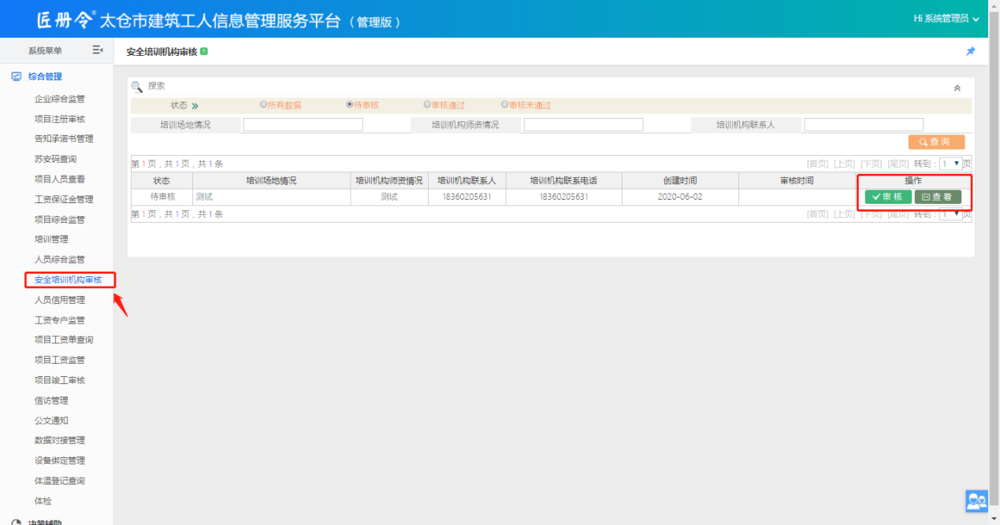 匠册令® 太仓市建筑工人信息管理服务平台（管理版）
Hi 系统管理员
系统菜单
安全培训机构审核 ?
综合管理
企业综合监管
项目注册审核
告知承诺书管理
苏安码查询
项目人员查看
工资保证金管理
项目综合监管
培训管理
人员综合监管
安全培训机构审核
人员信用管理
工资专户监管
项目工资单查询
项目工资监管
项目竣工审核
信访管理
公文通知
数据对接管理
设备绑定管理
体温登记查询
体检
决策辅助
搜索
状态 所有数据 待审核 审核通过 审核未通过
培训场地情况 培训机构师资情况 培训机构联系人
查询
第1页，共1页，共1条 [首页] [上页] [下页] [尾页] 转到：1 页
状态 培训场地情况 培训机构师资情况 培训机构联系人 培训机构联系电话 创建时间 审核时间 操作
待审核 测试 测试 18360205631 18360205631 2020-06-02 审核 查看
第1页，共1页，共1条 [首页] [上页] [下页] [尾页] 转到：1 页